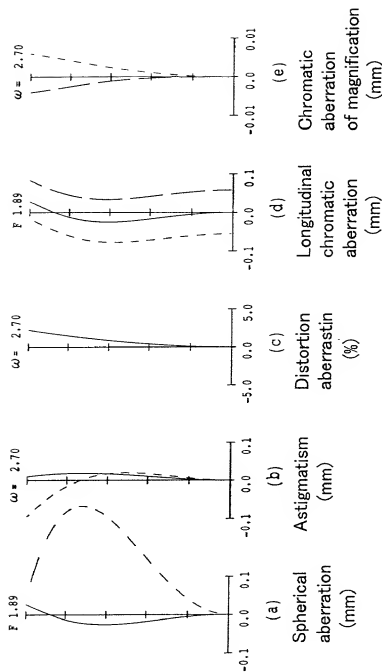 F 1.89
-0.1 0.0 0.1
(a)
Spherical
aberration
(mm)
ω= 2.70
-0.1 0.0 0.1
(b)
Astigmatism
(mm)
ω= 2.70
-5.0 0.0 5.0
(c)
Distortion
aberrastin
(%)
F 1.89
-0.1 0.0 0.1
(d)
Longitudinal
chromatic
aberration
(mm)
ω= 2.70
-0.01 0.0 0.01
(e)
Chromatic
aberration
of magnification
(mm)